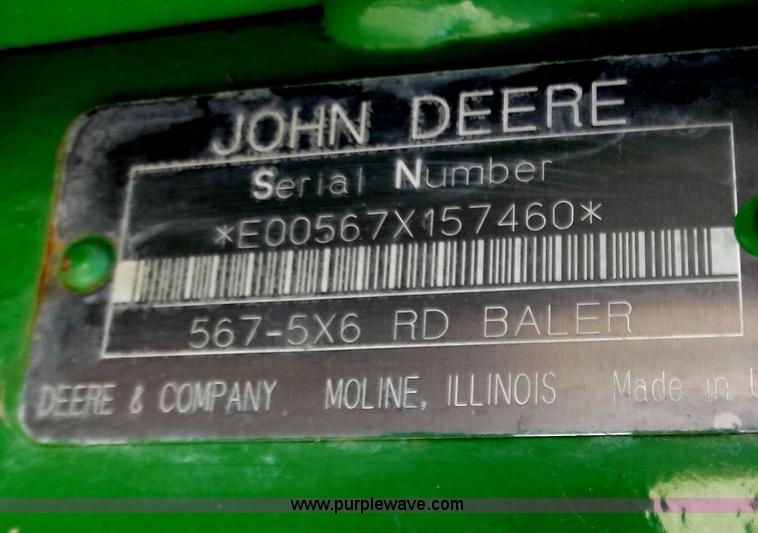 JOHN DEERE
Serial Number
*E00567X157460*
567-5X6 RD BALER
DEERE & COMPANY MOLINE, ILLINOIS Made in
www.purplewave.com